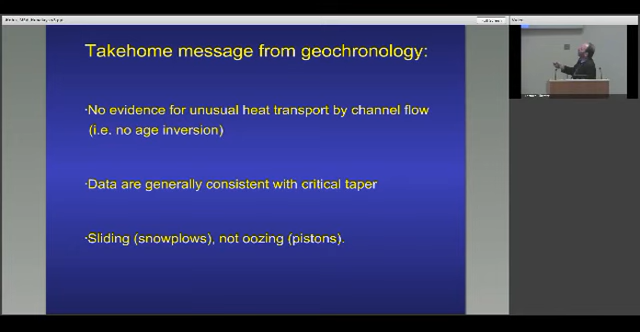 Takehome message from geochronology:
·No evidence for unusual heat transport by channel flow
(i.e. no age inversion)
·Data are generally consistent with critical taper
·Sliding (snowplows), not oozing (pistons).